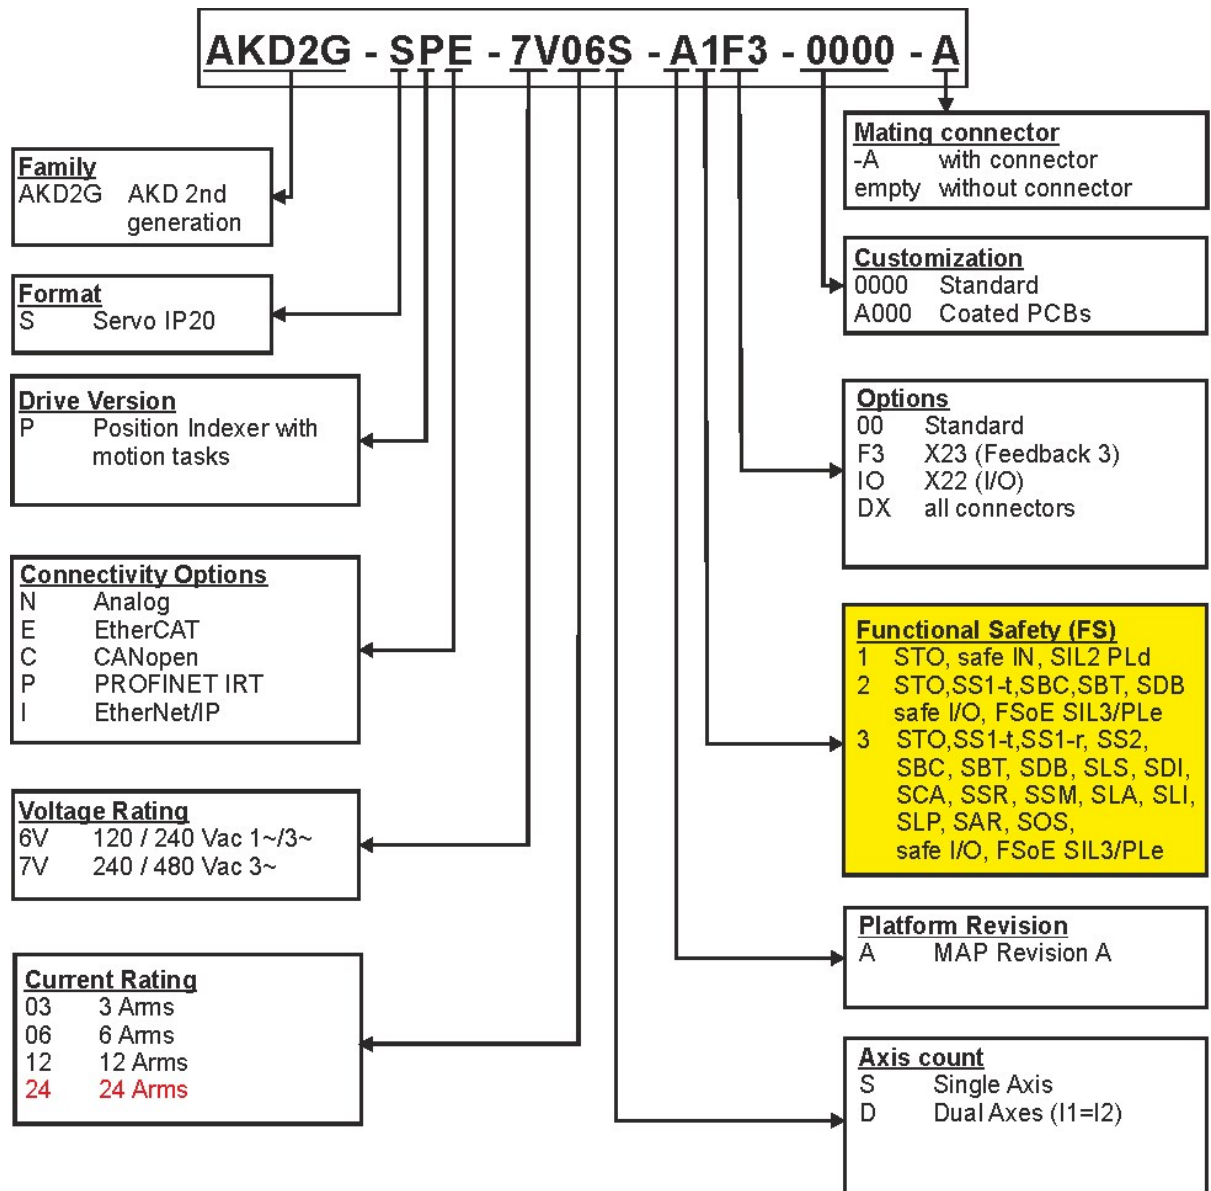 AKD2G - SPE - 7V06S - A1F3 - 0000 - A
Family
AKD2G AKD 2nd
generation
Format
S Servo IP20
Drive Version
P Position Indexer with
motion tasks
Connectivity Options
N Analog
E EtherCAT
C CANopen
P PROFINET IRT
I EtherNet/IP
Voltage Rating
6V 120 / 240 Vac 1~/3~
7V 240 / 480 Vac 3~
Current Rating
03 3 Arms
06 6 Arms
12 12 Arms
24 24 Arms
Mating connector
-A with connector
empty without connector
Customization
0000 Standard
A000 Coated PCBs
Options
00 Standard
F3 X23 (Feedback 3)
IO X22 (I/O)
DX all connectors
Functional Safety (FS)
1 STO, safe IN, SIL2 PLd
2 STO,SS1-t,SBC,SBT, SDB
safe I/O, FSoE SIL3/PLe
3 STO,SS1-t,SS1-r, SS2,
SBC, SBT, SDB, SLS, SDI,
SCA, SSR, SSM, SLA, SLI,
SLP, SAR, SOS,
safe I/O, FSoE SIL3/PLe
Platform Revision
A MAP Revision A
Axis count
S Single Axis
D Dual Axes (I1=I2)